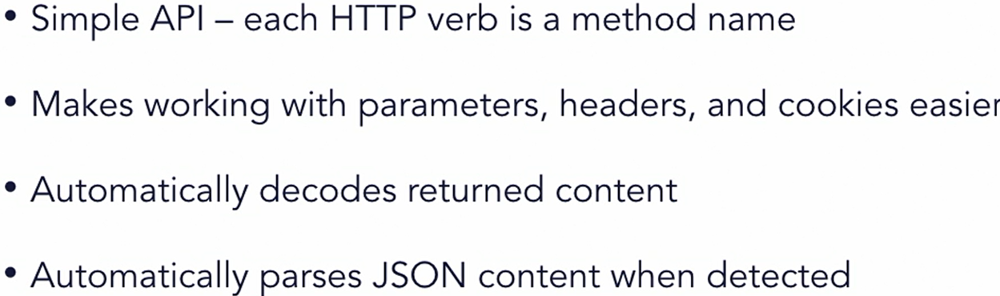 • Simple API – each HTTP verb is a method name
• Makes working with parameters, headers, and cookies easier
• Automatically decodes returned content
• Automatically parses JSON content when detected